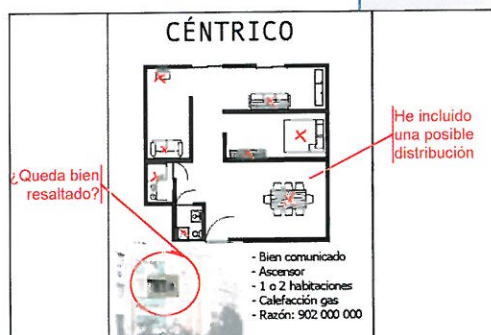 CÉNTRICO
He incluido
una posible
distribución
¿Queda bien
resaltado?
- Bien comunicado
- Ascensor
- 1 o 2 habitaciones
- Calefacción gas
- Razón: 902 000 000